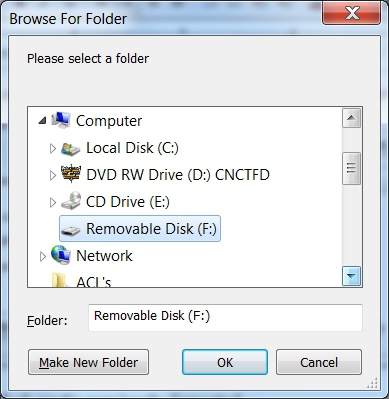 Browse For Folder
Please select a folder
Computer
Local Disk (C:)
DVD RW Drive (D:) CNCTFD
CD Drive (E:)
Removable Disk (F:)
Network
ACL's
Folder: Removable Disk (F:)
Make New Folder OK Cancel